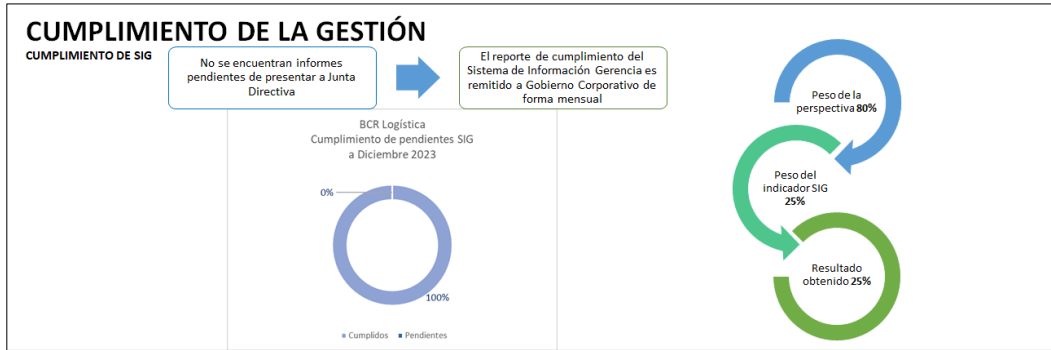 CUMPLIMIENTO DE LA GESTIÓN
CUMPLIMIENTO DE SIG
No se encuentran informes
pendientes de presentar a Junta
Directiva
El reporte de cumplimiento del
Sistema de Información Gerencia es
remitido a Gobierno Corporativo de
forma mensual
BCR Logística
Cumplimiento de pendientes SIG
a Diciembre 2023
0%
100%
Cumplidos Pendientes
Peso de la
perspectiva 80%
Peso del
indicador SIG
25%
Resultado
obtenido 25%